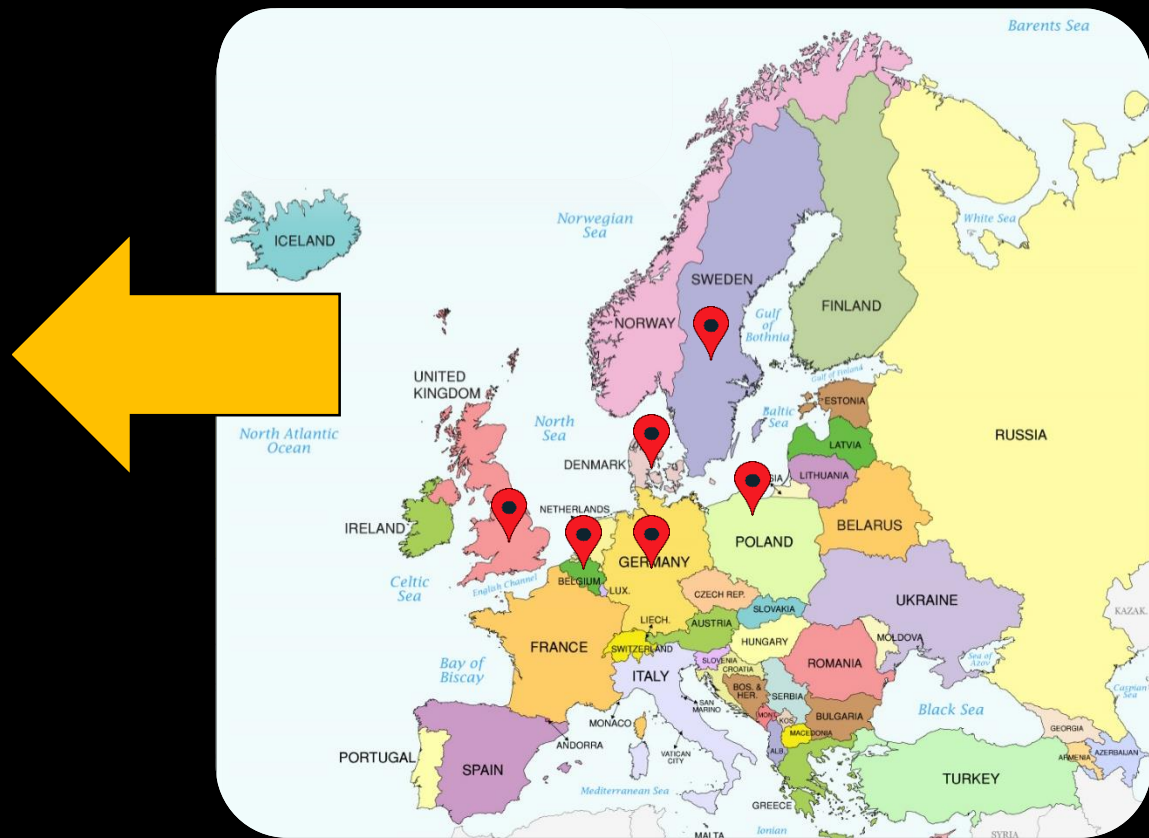 Barents Sea
ICELAND
Norwegian
Sea
White Sea
SWEDEN
FINLAND
NORWAY
Gulf
of
Bothnia
Gulf of Finland
UNITED
KINGDOM
ESTONIA
North
Sea
Baltic
Sea
North Atlantic
Ocean
RUSSIA
LATVIA
DENMARK
SIA
LITHUANIA
NETHERLANDS
IRELAND
BELARUS
POLAND
GERMANY
Celtic
Sea
English Channel
BELGIUM
LUX.
CZECH REP.
UKRAINE
SLOVAKIA
KAZAK.
LIECH.
AUSTRIA
FRANCE
SWITZERLAND
HUNGARY
MOLDOVA
Bay of
Biscay
SLOVENIA
CROATIA
ROMANIA
Sea of
Azov
ITALY
BOS. &
HER.
SERBIA
Caspian
Sea
SAN
MARINO
MONT.
KOS.
BULGARIA
Black Sea
MONACO
GEORGIA
ANDORRA
MACEDONIA
ALB.
VATICAN
CITY
ARMENIA
AZERBAIJAN
PORTUGAL
SPAIN
TURKEY
Mediterranean Sea
GREECE
MALTA
Ionian
SYRIA